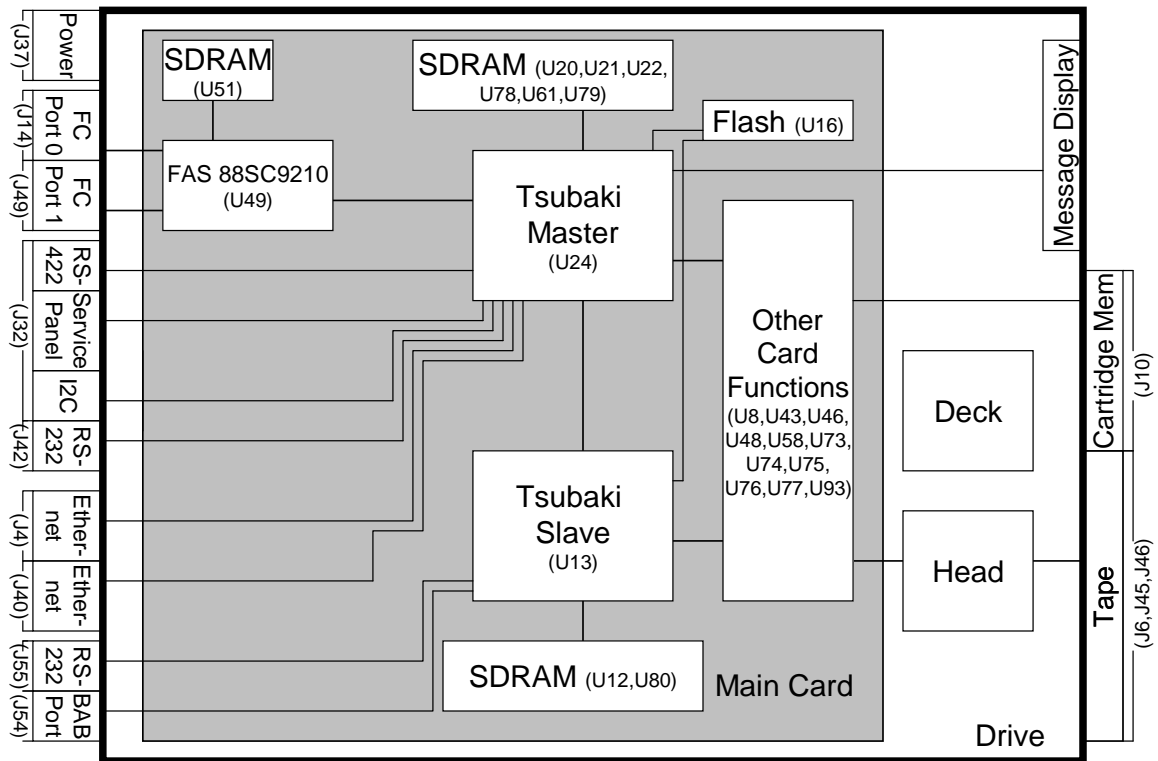 Power
(J37)
FC
Port 0
(J14)
FC
Port 1
(J49)
RS-
422
Service
Panel
I2C
(J32)
RS-
232
(J42)
Ether-
net
(J4)
Ether-
net
(J40)
RS-
232
(J55)
BAB
Port
(J54)
SDRAM
(U51)
SDRAM (U20,U21,U22,
U78,U61,U79)
Flash (U16)
FAS 88SC9210
(U49)
Tsubaki
Master
(U24)
Other
Card
Functions
(U8,U43,U46,
U48,U58,U73,
U74,U75,
U76,U77,U93)
Tsubaki
Slave
(U13)
SDRAM (U12,U80)
Main Card
Deck
Head
Drive
Message Display
Cartridge Mem
(J10)
Tape
(J6,J45,J46)